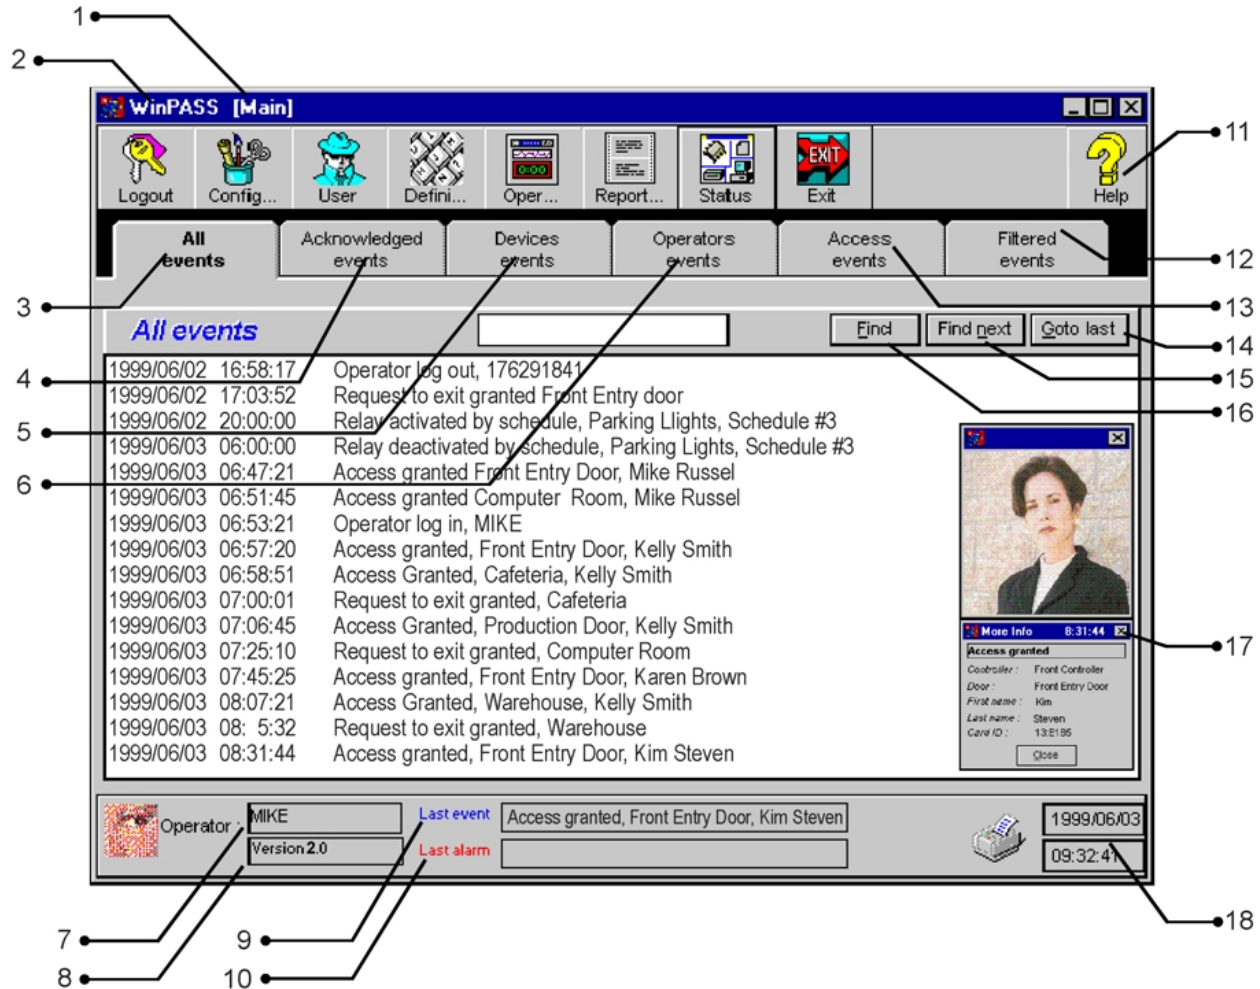 1
2
WinPASS [Main]
11
Logout Config... User Defini... Oper... Report... Status EXIT Exit Help
0:00
All events
Acknowledged events
Devices events
Operators events
Access events
Filtered events
12
3
13
All events
Find
Find next
Goto last
14
4
15
5
16
6
1999/06/02 16:58:17 Operator log out, 176291841
1999/06/02 17:03:52 Request to exit granted Front Entry door
1999/06/02 20:00:00 Relay activated by schedule, Parking Llights, Schedule #3
1999/06/03 06:00:00 Relay deactivated by schedule, Parking Lights, Schedule #3
1999/06/03 06:47:21 Access granted Front Entry Door, Mike Russel
1999/06/03 06:51:45 Access granted Computer Room, Mike Russel
1999/06/03 06:53:21 Operator log in, MIKE
1999/06/03 06:57:20 Access granted, Front Entry Door, Kelly Smith
1999/06/03 06:58:51 Access Granted, Cafeteria, Kelly Smith
1999/06/03 07:00:01 Request to exit granted, Cafeteria
1999/06/03 07:06:45 Access Granted, Production Door, Kelly Smith
1999/06/03 07:25:10 Request to exit granted, Computer Room
1999/06/03 07:45:25 Access granted, Front Entry Door, Karen Brown
1999/06/03 08:07:21 Access Granted, Warehouse, Kelly Smith
1999/06/03 08: 5:32 Request to exit granted, Warehouse
1999/06/03 08:31:44 Access granted, Front Entry Door, Kim Steven
More Info 8:31:44
17
Access granted
Controller : Front Controller
Door : Front Entry Door
First name : Kim
Last name : Steven
Card ID : 13:E185
Close
Operator : MIKE
Version 2.0
Last event Access granted, Front Entry Door, Kim Steven
Last alarm
1999/06/03
09:32:41
18
7
8
9
10